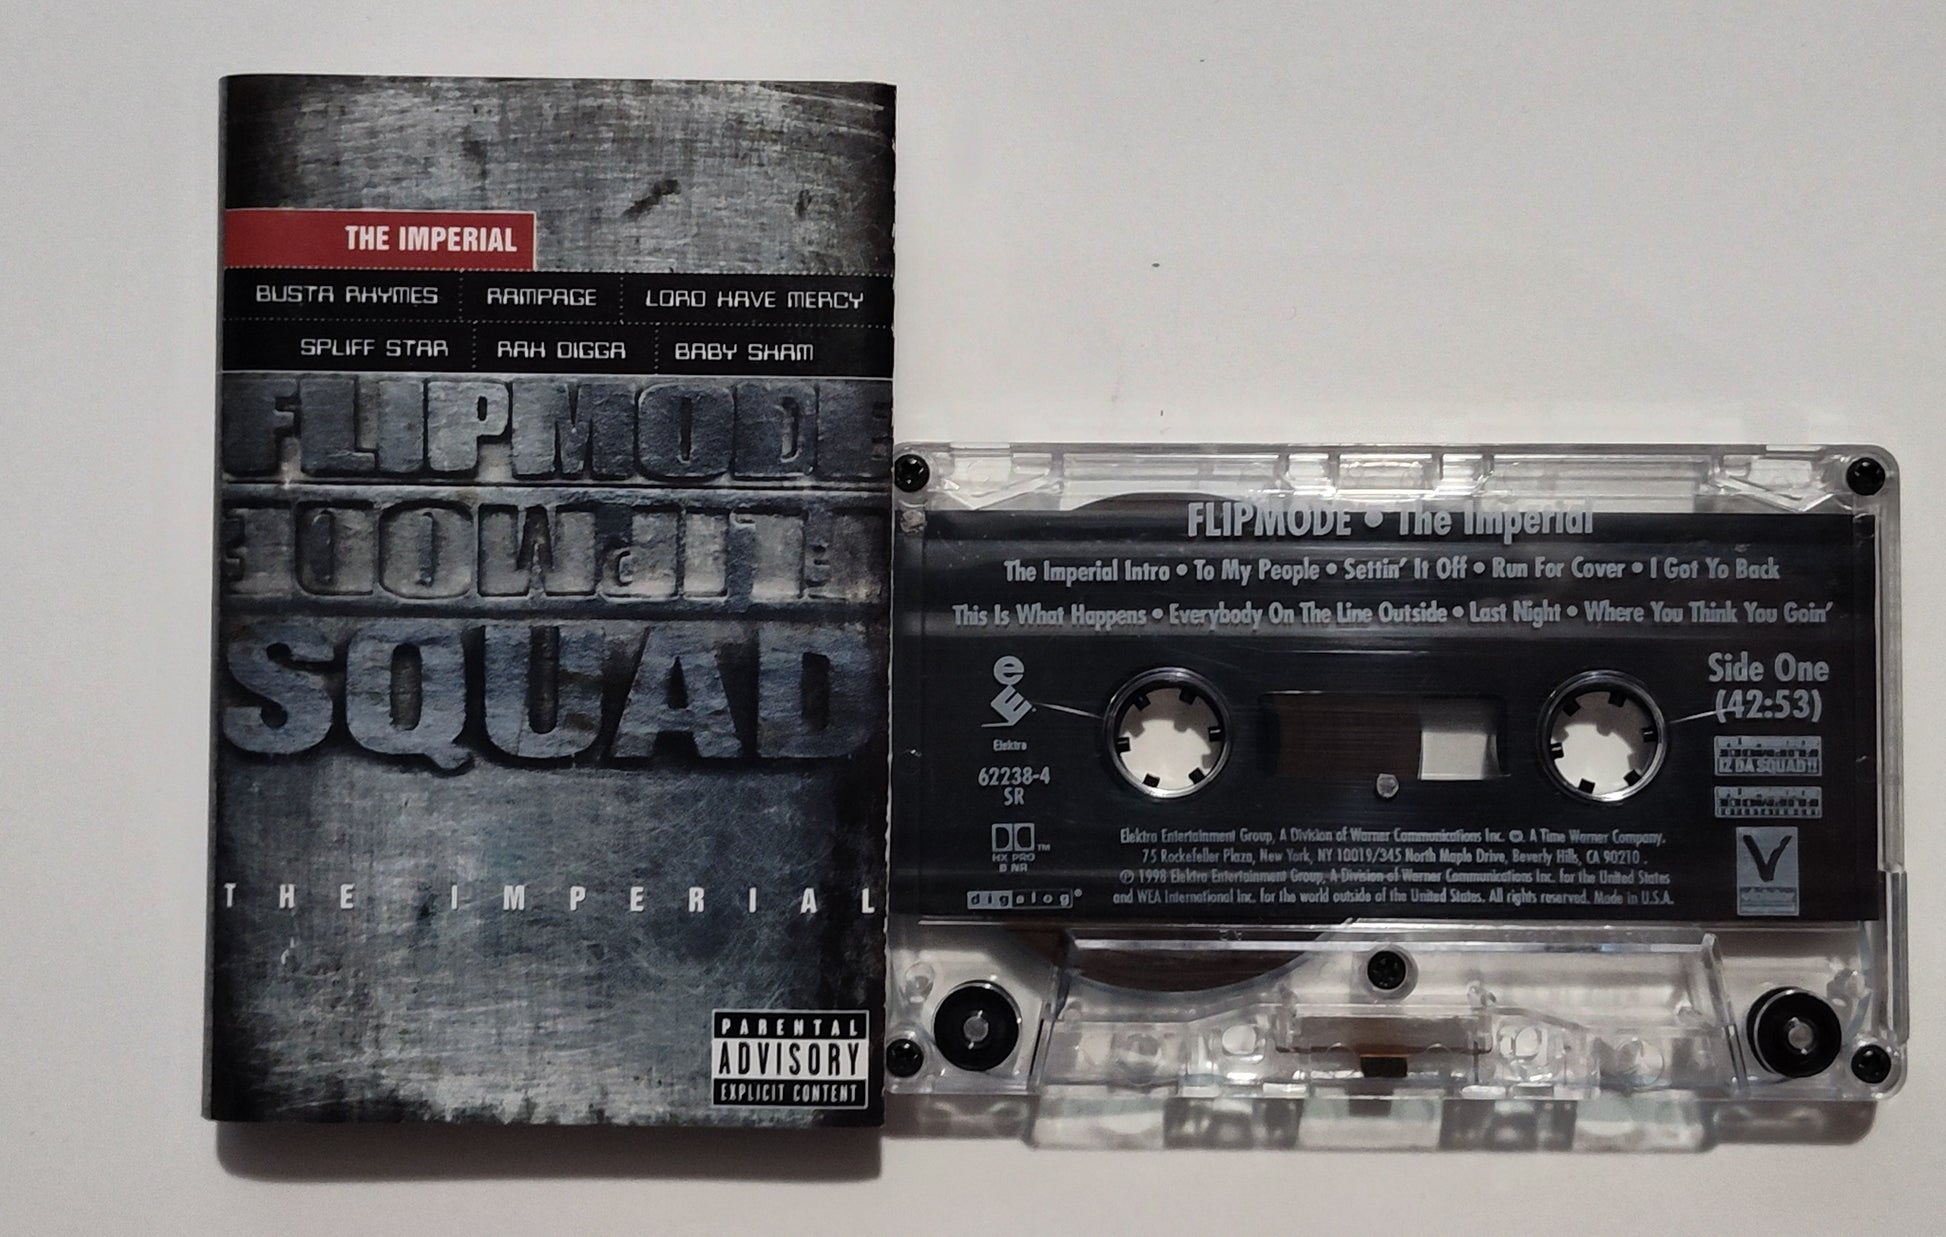 THE IMPERIAL
BUSTA RHYMES RAMPAGE LORD HAVE MERCY
SPLIFF STAR RAH DIGGA BABY SHAM
FLIPMODE
FLIPMODE
SQUAD
THE IMPERIAL
PARENTAL
ADVISORY
EXPLICIT CONTENT
FLIPMODE • The Imperial
The Imperial Intro • To My People • Settin' It Off • Run For Cover • I Got Yo Back
This Is What Happens • Everybody On The Line Outside • Last Night • Where You Think You Goin'
Side One
(42:53)
Elektra
62238-4
SR
HX PRO
B NR
digalog®
IZ DA SQUAD!!
Elektra Entertainment Group, A Division of Warner Communications Inc. A Time Warner Company.
75 Rockefeller Plaza, New York, NY 10019/345 North Maple Drive, Beverly Hills, CA 90210.
℗ 1998 Elektra Entertainment Group, A Division of Warner Communications Inc. for the United States
and WEA International Inc. for the world outside of the United States. All rights reserved. Made in U.S.A.